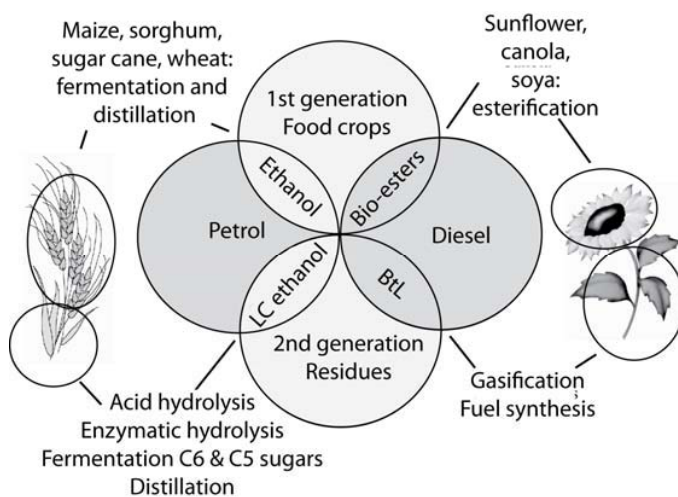 Maize, sorghum,
sugar cane, wheat:
fermentation and
distillation
Sunflower,
canola,
soya:
esterification
1st generation
Food crops
Ethanol
Bio-esters
Petrol
Diesel
LC ethanol
BtL
2nd generation
Residues
Acid hydrolysis
Enzymatic hydrolysis
Fermentation C6 & C5 sugars
Distillation
Gasification
Fuel synthesis